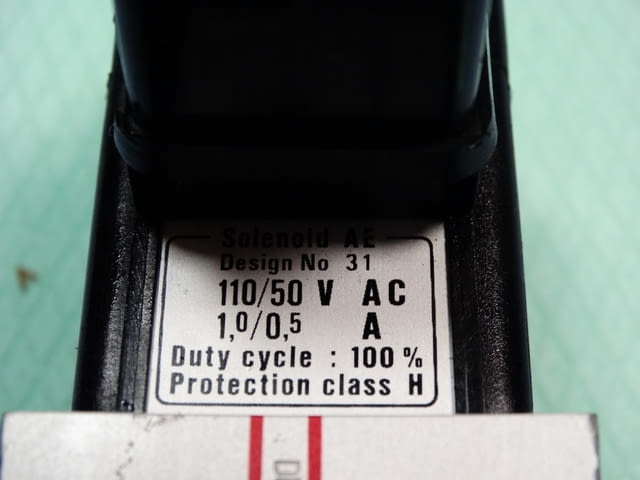 Solenoid AE
Design No 31
110/50 V AC
1,0/0,5 A
Duty cycle : 100 %
Protection class H